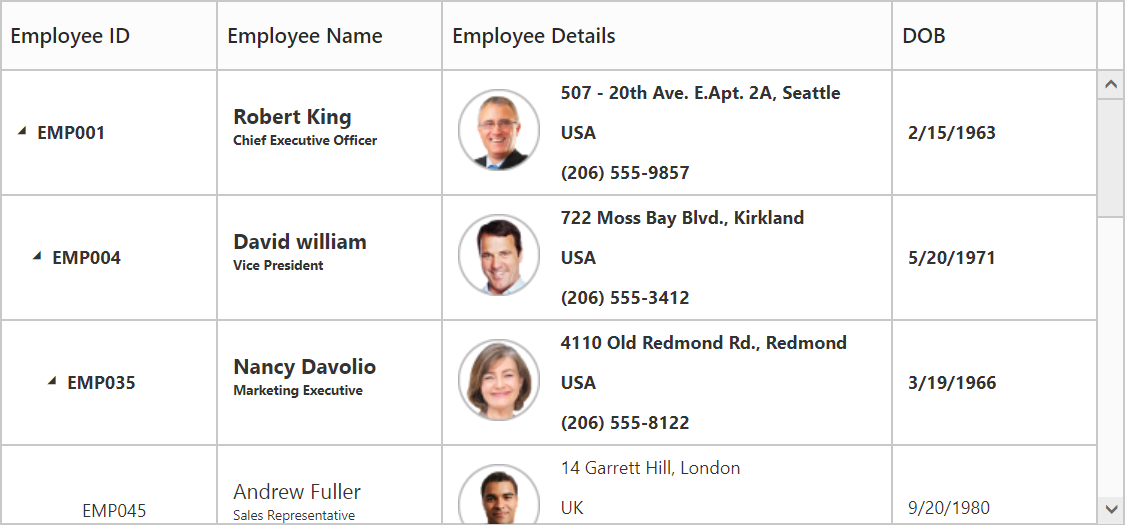 Employee ID Employee Name Employee Details DOB
EMP001
Robert King
Chief Executive Officer
507 - 20th Ave. E.Apt. 2A, Seattle
USA
(206) 555-9857
2/15/1963
EMP004
David william
Vice President
722 Moss Bay Blvd., Kirkland
USA
(206) 555-3412
5/20/1971
EMP035
Nancy Davolio
Marketing Executive
4110 Old Redmond Rd., Redmond
USA
(206) 555-8122
3/19/1966
EMP045
Andrew Fuller
Sales Representative
14 Garrett Hill, London
UK
9/20/1980